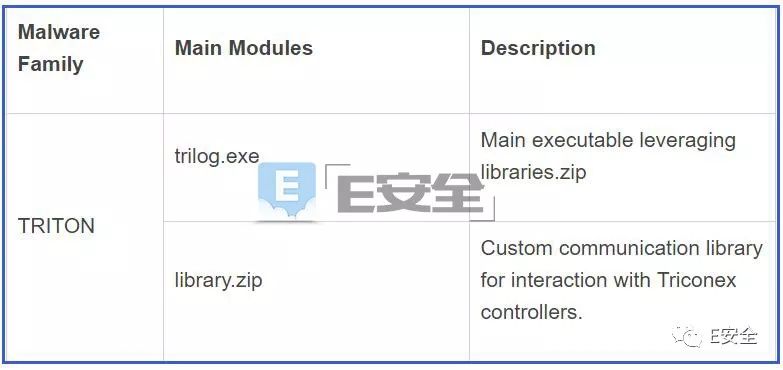 Malware
Family
Main Modules
Description
TRITON
trilog.exe
Main executable leveraging
libraries.zip
library.zip
Custom communication library
for interaction with Triconex
controllers.
E
E安全
E安全